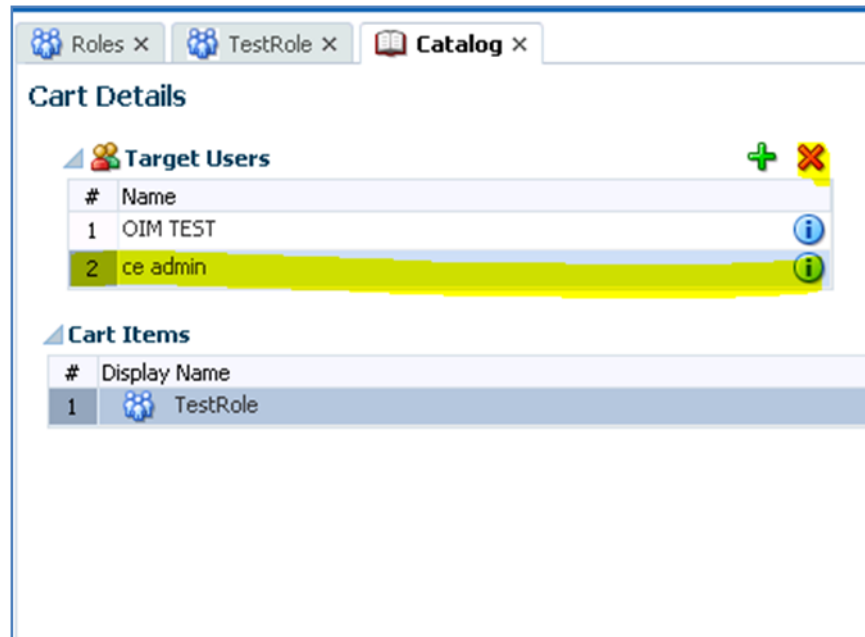 Roles × TestRole × Catalog ×
Cart Details
Target Users
# Name
1 OIM TEST
2 ce admin
Cart Items
# Display Name
1 TestRole